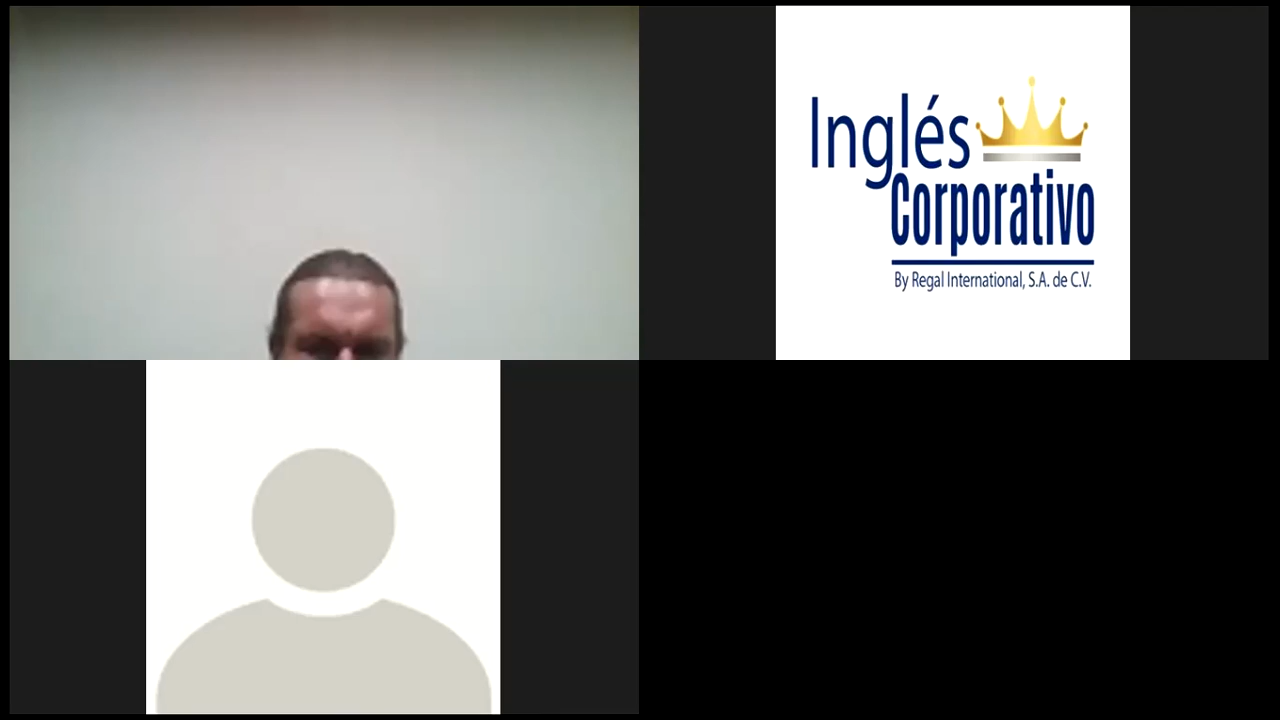 Inglés
Corporativo
By Regal International, S.A. de C.V.